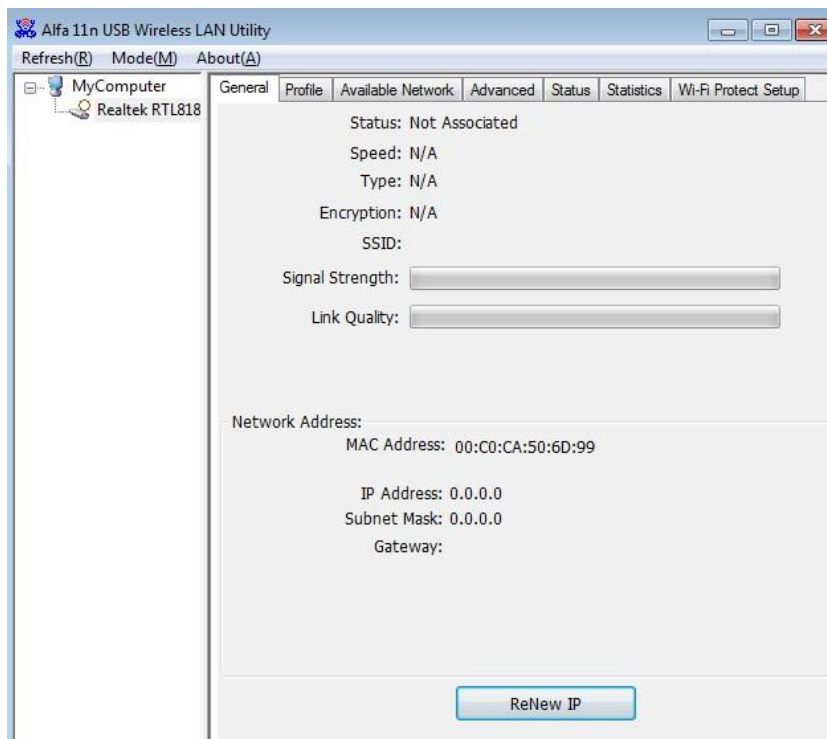 Alfa 11n USB Wireless LAN Utility
Refresh(R) Mode(M) About(A)
MyComputer
Realtek RTL818
General Profile Available Network Advanced Status Statistics Wi-Fi Protect Setup
Status: Not Associated
Speed: N/A
Type: N/A
Encryption: N/A
SSID:
Signal Strength:
Link Quality:
Network Address:
MAC Address: 00:C0:CA:50:6D:99
IP Address: 0.0.0.0
Subnet Mask: 0.0.0.0
Gateway:
ReNew IP